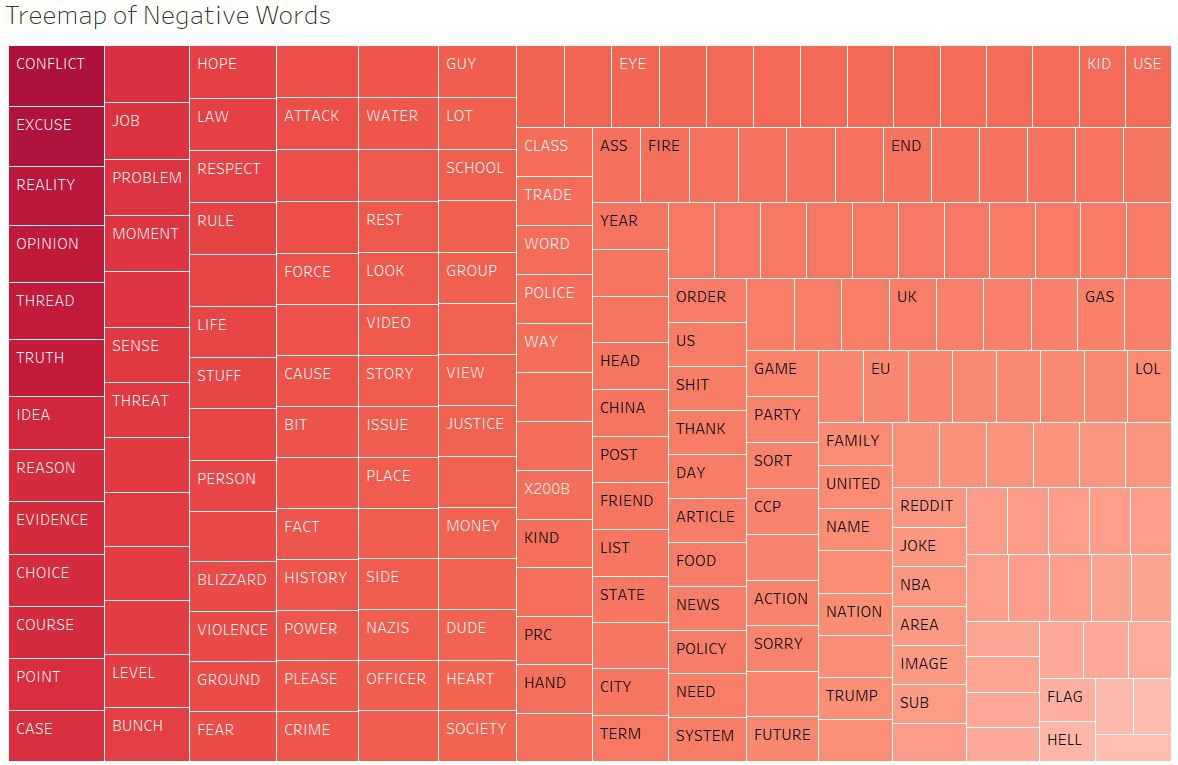 Treemap of Negative Words
CONFLICT
EXCUSE
REALITY
OPINION
THREAD
TRUTH
IDEA
REASON
EVIDENCE
CHOICE
COURSE
POINT
CASE
JOB
PROBLEM
MOMENT
SENSE
THREAT
LEVEL
BUNCH
HOPE
LAW
RESPECT
RULE
LIFE
STUFF
PERSON
BLIZZARD
VIOLENCE
GROUND
FEAR
ATTACK
FORCE
CAUSE
BIT
FACT
HISTORY
POWER
PLEASE
CRIME
WATER
REST
LOOK
VIDEO
STORY
ISSUE
PLACE
SIDE
NAZIS
OFFICER
GUY
LOT
SCHOOL
GROUP
VIEW
JUSTICE
MONEY
DUDE
HEART
SOCIETY
EYE
KID
USE
CLASS
TRADE
WORD
POLICE
WAY
X200B
KIND
PRC
HAND
ASS
FIRE
END
YEAR
HEAD
CHINA
POST
FRIEND
LIST
STATE
CITY
TERM
ORDER
US
SHIT
THANK
DAY
ARTICLE
FOOD
NEWS
POLICY
NEED
SYSTEM
UK
GAS
GAME
PARTY
SORT
CCP
ACTION
SORRY
FUTURE
EU
LOL
FAMILY
UNITED
NAME
NATION
TRUMP
REDDIT
JOKE
NBA
AREA
IMAGE
SUB
FLAG
HELL